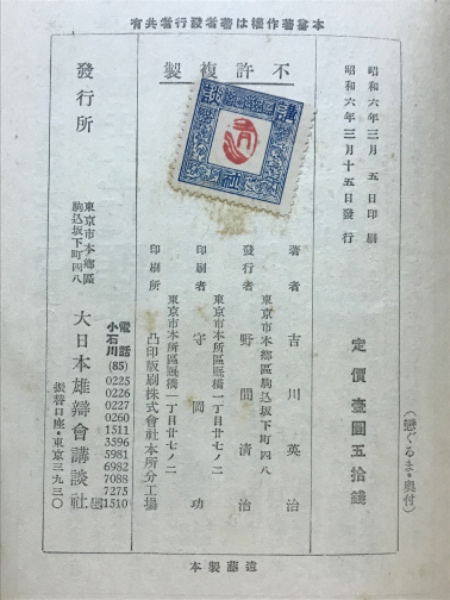 本書著作権は著者發行者共有
昭和六年三月五日印刷
昭和六年三月十五日發行
不許複製
講談社
(戀ぐるま・奥付)
定價壹圓五拾錢
著者 吉川英治
東京市本鄉區駒込坂下町四八
發行者 野間清治
東京市本所區厩橋一丁目廿七ノ二
印刷者 守岡功
東京市本所區厩橋一丁目廿七ノ二
印刷所 凸印版刷株式會社本所分工場
發行所
東京市本鄉區
駒込坂下町四八
大日本雄辯會講談社
電話
小石川(85)
0225
0226
0227
0260
1511
3596
5981
6982
7088
7275
1510
振替口座・東京三九三〇
遠藤製本